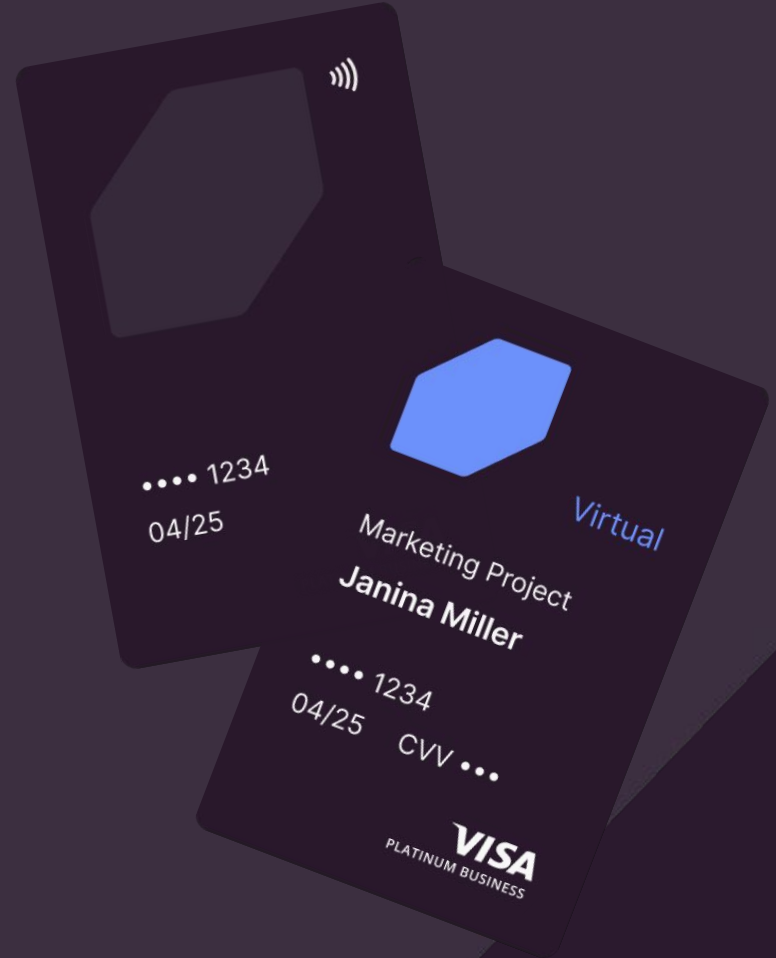 •••• 1234
04/25
Virtual
Marketing Project
Janina Miller
•••• 1234
04/25 CVV •••
VISA
PLATINUM BUSINESS